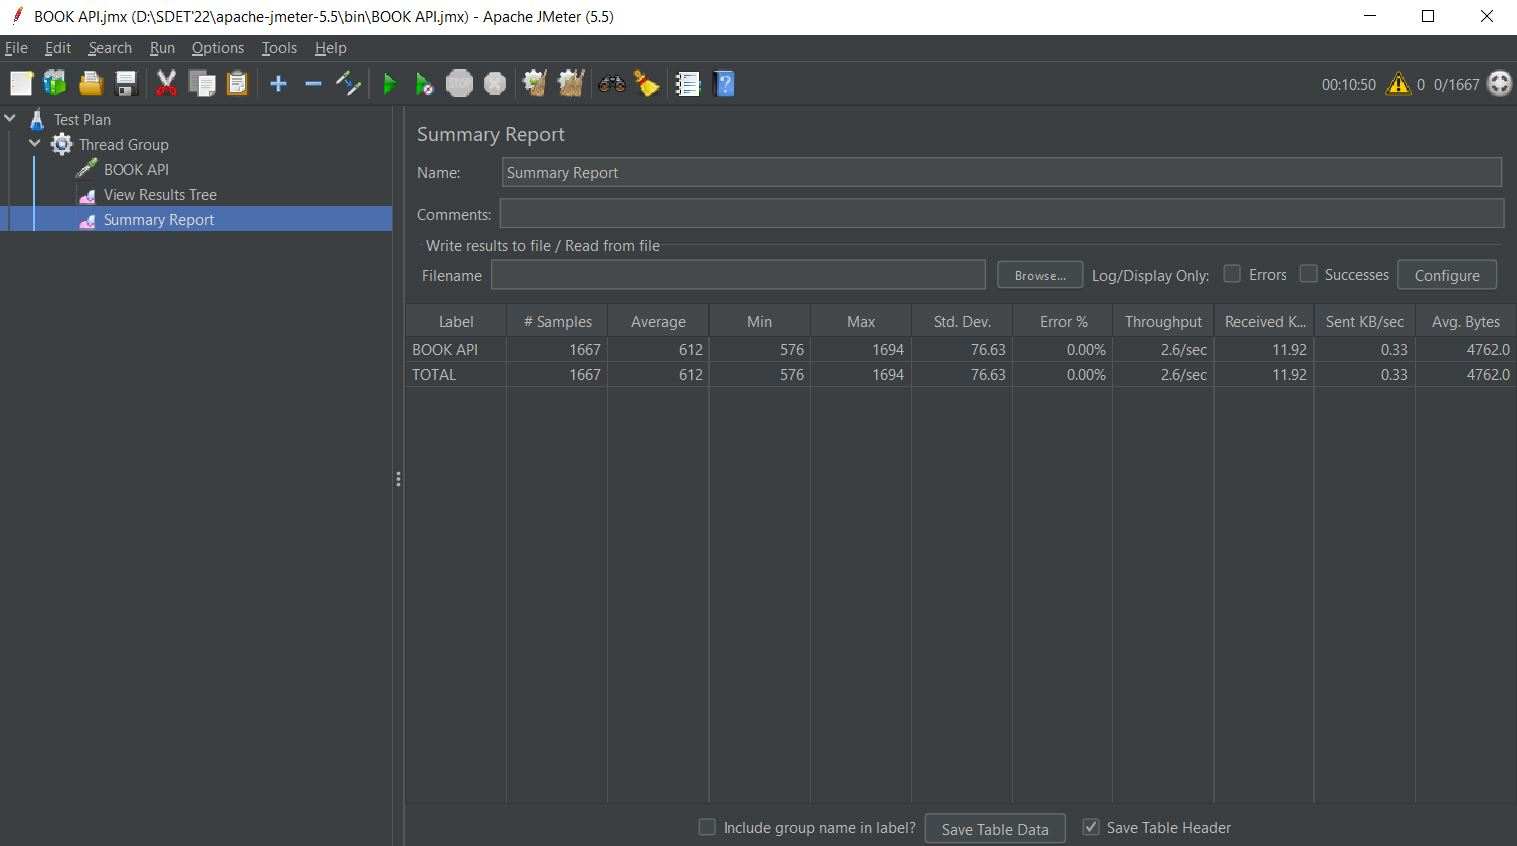 BOOK API.jmx (D:\SDET'22\apache-jmeter-5.5\bin\BOOK API.jmx) - Apache JMeter (5.5)
File Edit Search Run Options Tools Help
STOP 00:10:50 0 0/1667
Test Plan
Thread Group
BOOK API
View Results Tree
Summary Report
Summary Report
Name: Summary Report
Comments:
Write results to file / Read from file
Filename Browse... Log/Display Only: Errors Successes Configure
Label # Samples Average Min Max Std. Dev. Error % Throughput Received K... Sent KB/sec Avg. Bytes
BOOK API 1667 612 576 1694 76.63 0.00% 2.6/sec 11.92 0.33 4762.0
TOTAL 1667 612 576 1694 76.63 0.00% 2.6/sec 11.92 0.33 4762.0
Include group name in label? Save Table Data Save Table Header